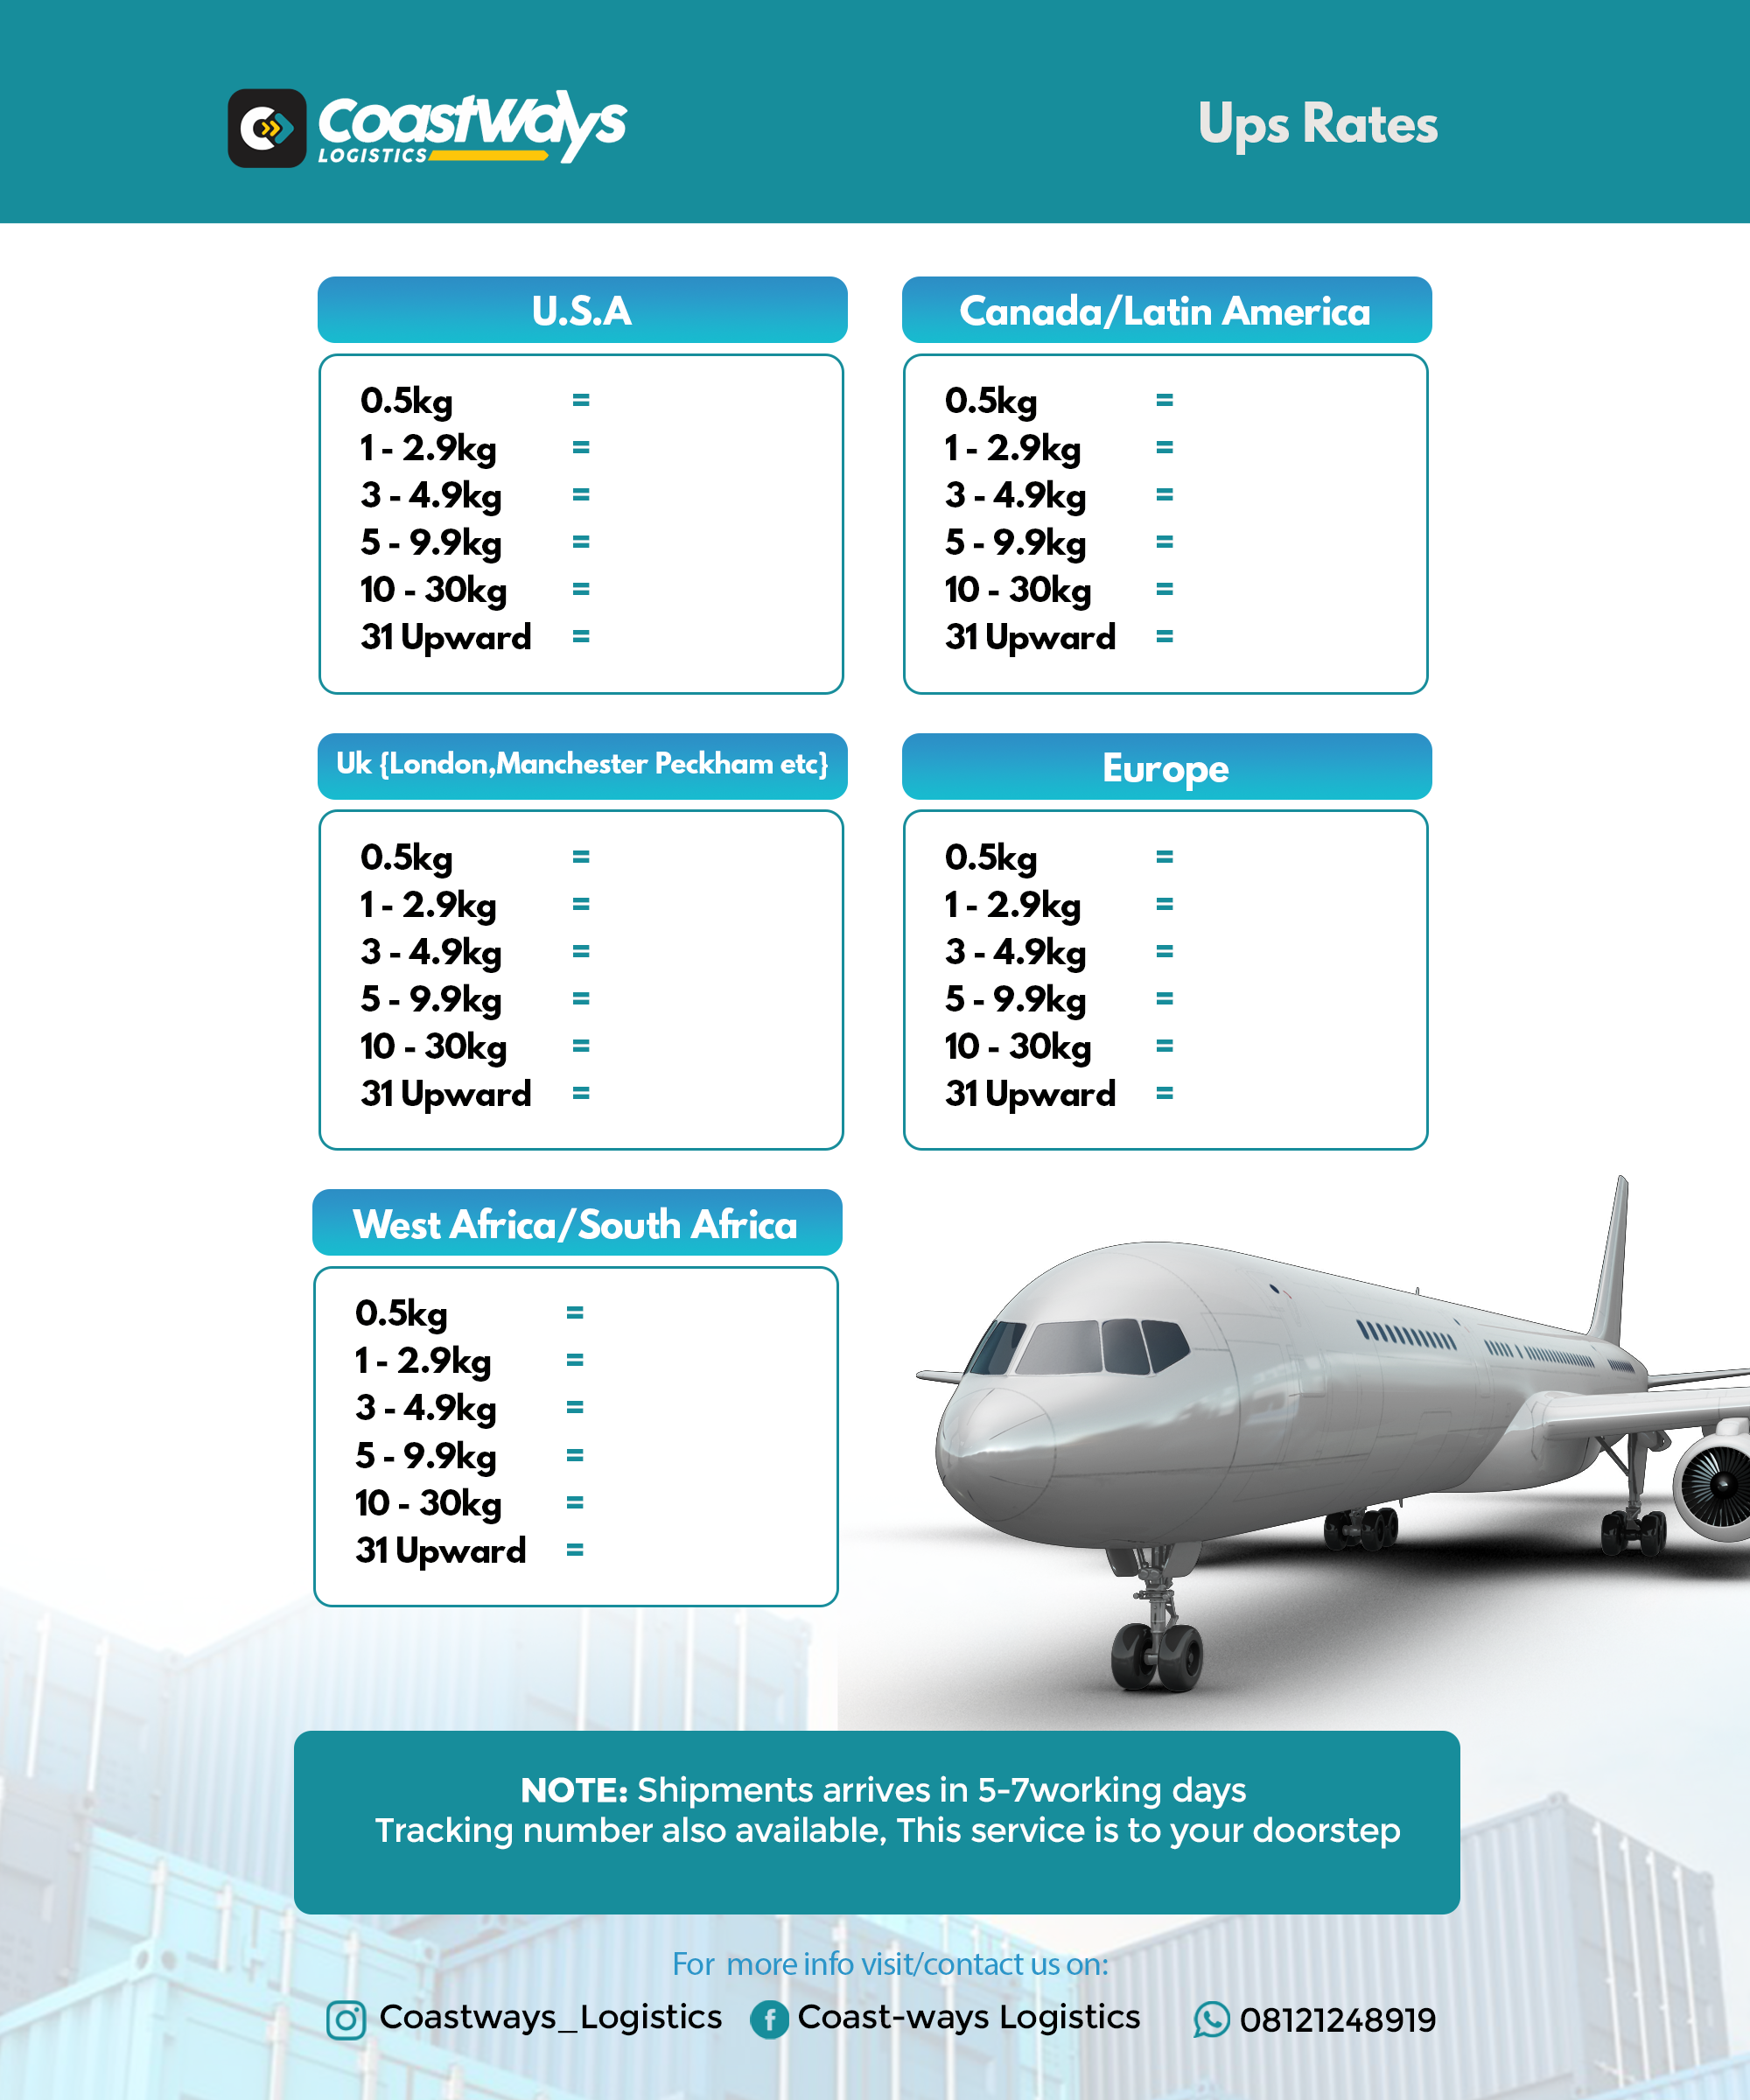 CoastWays
LOGISTICS
Ups Rates
U.S.A
0.5kg =
1 - 2.9kg =
3 - 4.9kg =
5 - 9.9kg =
10 - 30kg =
31 Upward =
Canada/Latin America
0.5kg =
1 - 2.9kg =
3 - 4.9kg =
5 - 9.9kg =
10 - 30kg =
31 Upward =
Uk {London,Manchester Peckham etc}
0.5kg =
1 - 2.9kg =
3 - 4.9kg =
5 - 9.9kg =
10 - 30kg =
31 Upward =
Europe
0.5kg =
1 - 2.9kg =
3 - 4.9kg =
5 - 9.9kg =
10 - 30kg =
31 Upward =
West Africa/South Africa
0.5kg =
1 - 2.9kg =
3 - 4.9kg =
5 - 9.9kg =
10 - 30kg =
31 Upward =
NOTE: Shipments arrives in 5-7working days
Tracking number also available, This service is to your doorstep
For more info visit/contact us on:
Coastways_Logistics Coast-ways Logistics 08121248919